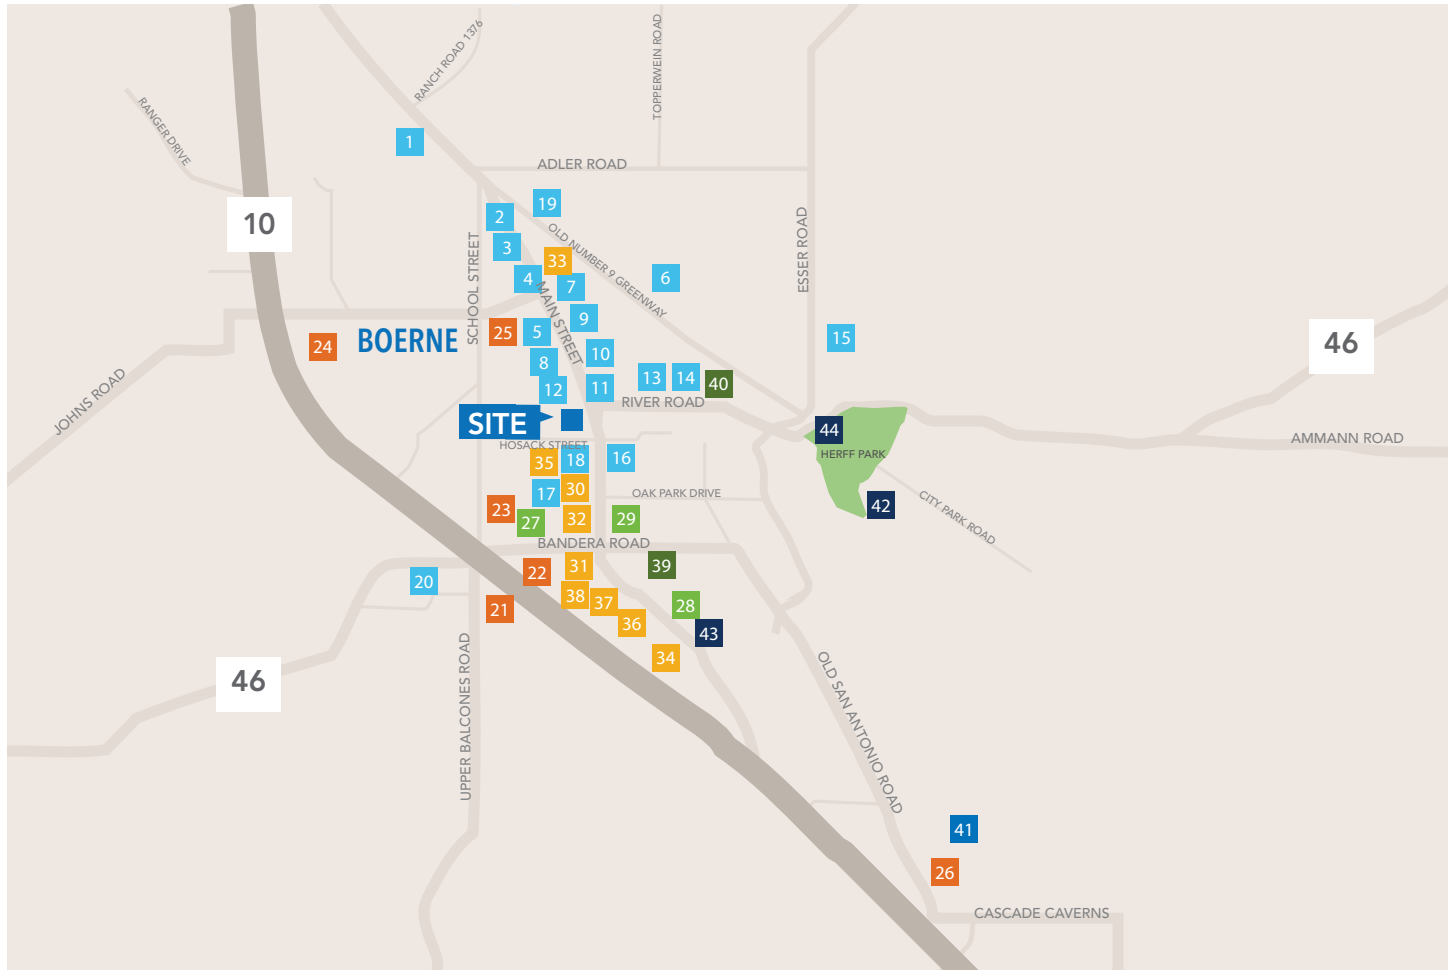 RANCH ROAD 1376
TOPPERWEIN ROAD
RANGER DRIVE
1
ADLER ROAD
19
2
10
OLD NUMBER 9 GREENWAY
ESSER ROAD
SCHOOL STREET
3
33
4
7
6
MAIN STREET
9
25
5
15
24
BOERNE
46
8
10
13
14
40
12
11
RIVER ROAD
JOHNS ROAD
SITE
44
AMMANN ROAD
HOSACK STREET
HERFF PARK
35
18
16
17
30
OAK PARK DRIVE
23
27
32
29
42
CITY PARK ROAD
BANDERA ROAD
22
31
39
20
21
38
37
28
36
43
34
46
UPPER BALCONES ROAD
OLD SAN ANTONIO ROAD
41
26
CASCADE CAVERNS